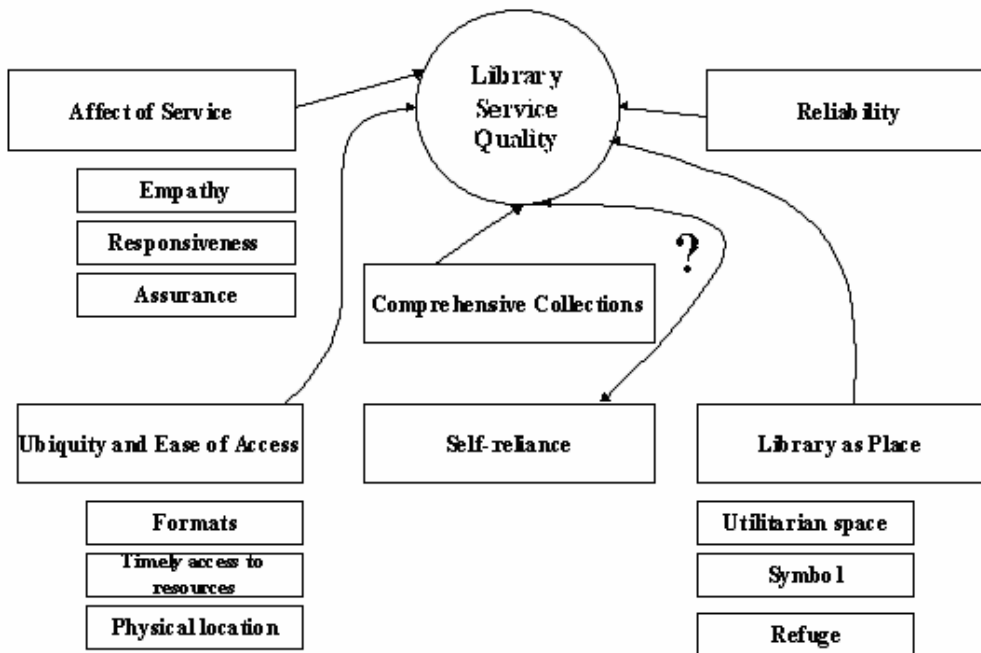 Library
Service
Quality
Affect of Service
Reliability
Empathy
Responsiveness
Assurance
?
Comprehensive Collections
Ubiquity and Ease of Access
Self-reliance
Library as Place
Formats
Timely access to
resources
Physical location
Utilitarian space
Symbol
Refuge